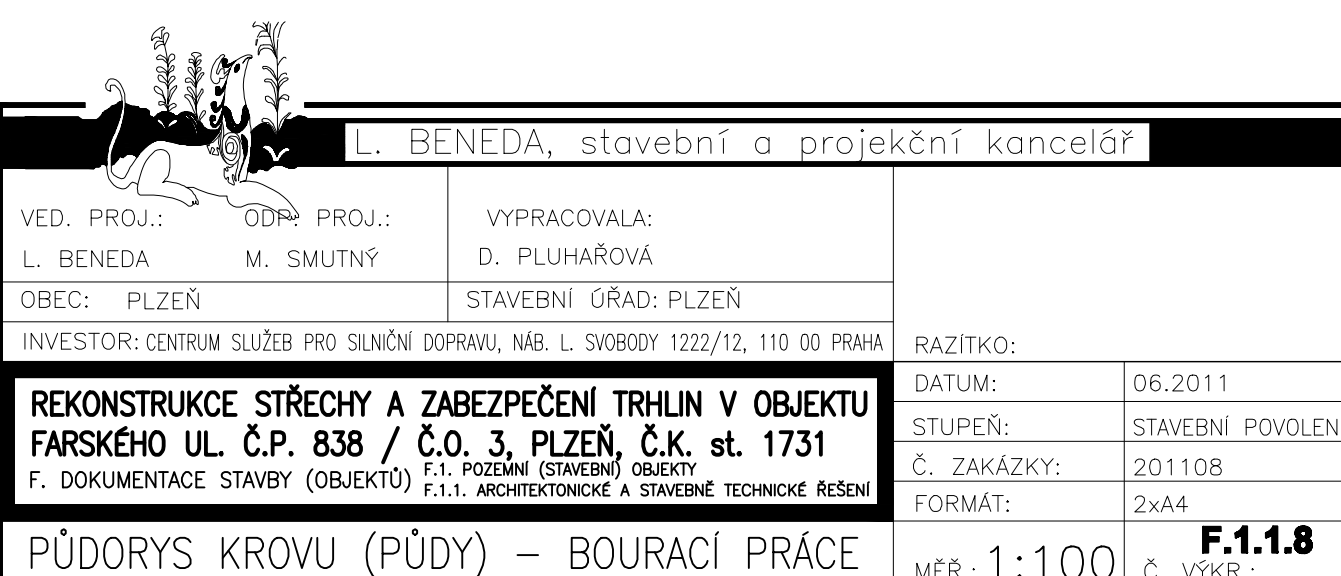 L. BENEDA, stavební a projekční kancelář
VED. PROJ.: ODP. PROJ.: VYPRACOVALA:
L. BENEDA M. SMUTNÝ D. PLUHAŘOVÁ
OBEC: PLZEŇ STAVEBNÍ ÚŘAD: PLZEŇ
INVESTOR: CENTRUM SLUŽEB PRO SILNIČNÍ DOPRAVU, NÁB. L. SVOBODY 1222/12, 110 00 PRAHA
RAZÍTKO:
REKONSTRUKCE STŘECHY A ZABEZPEČENÍ TRHLIN V OBJEKTU
FARSKÉHO UL. Č.P. 838 / Č.O. 3, PLZEŇ, Č.K. st. 1731
F. DOKUMENTACE STAVBY (OBJEKTŮ)
F.1. POZEMNÍ (STAVEBNÍ) OBJEKTY
F.1.1. ARCHITEKTONICKÉ A STAVEBNĚ TECHNICKÉ ŘEŠENÍ
DATUM: 06.2011
STUPEŇ: STAVEBNÍ POVOLEN
Č. ZAKÁZKY: 201108
FORMÁT: 2xA4
PŮDORYS KROVU (PŮDY) – BOURACÍ PRÁCE
MĚŘ.: 1:100
Č. VÝKR.: F.1.1.8